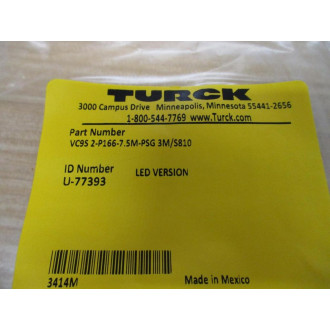 TURCK
3000 Campus Drive Minneapolis, Minnesota 55441-2656
1-800-544-7769 www.Turck.com
Part Number
VC9S 2-P166-7.5M-PSG 3M/S810
ID Number LED VERSION
U-77393
3414M Made in Mexico